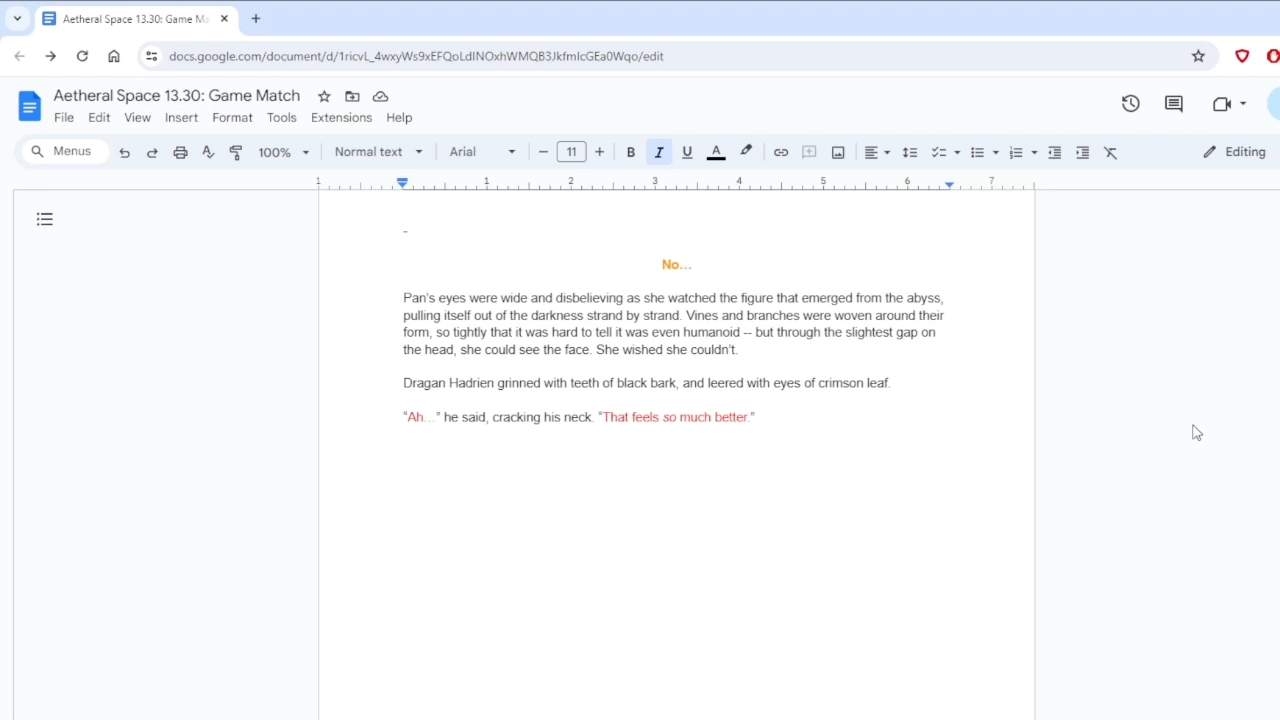 Aetheral Space 13.30: Game Ma
docs.google.com/document/d/1ricvL_4wxyWs9xEFQoLdINOxhWMQB3JkfmIcGEa0Wqo/edit
Aetheral Space 13.30: Game Match
File Edit View Insert Format Tools Extensions Help
Menus 100% Normal text Arial 11 B I U A Editing
1 1 2 3 4 5 6 7
-
No…
Pan's eyes were wide and disbelieving as she watched the figure that emerged from the abyss,
pulling itself out of the darkness strand by strand. Vines and branches were woven around their
form, so tightly that it was hard to tell it was even humanoid -- but through the slightest gap on
the head, she could see the face. She wished she couldn't.
Dragan Hadrien grinned with teeth of black bark, and leered with eyes of crimson leaf.
“Ah…” he said, cracking his neck. “That feels so much better.”